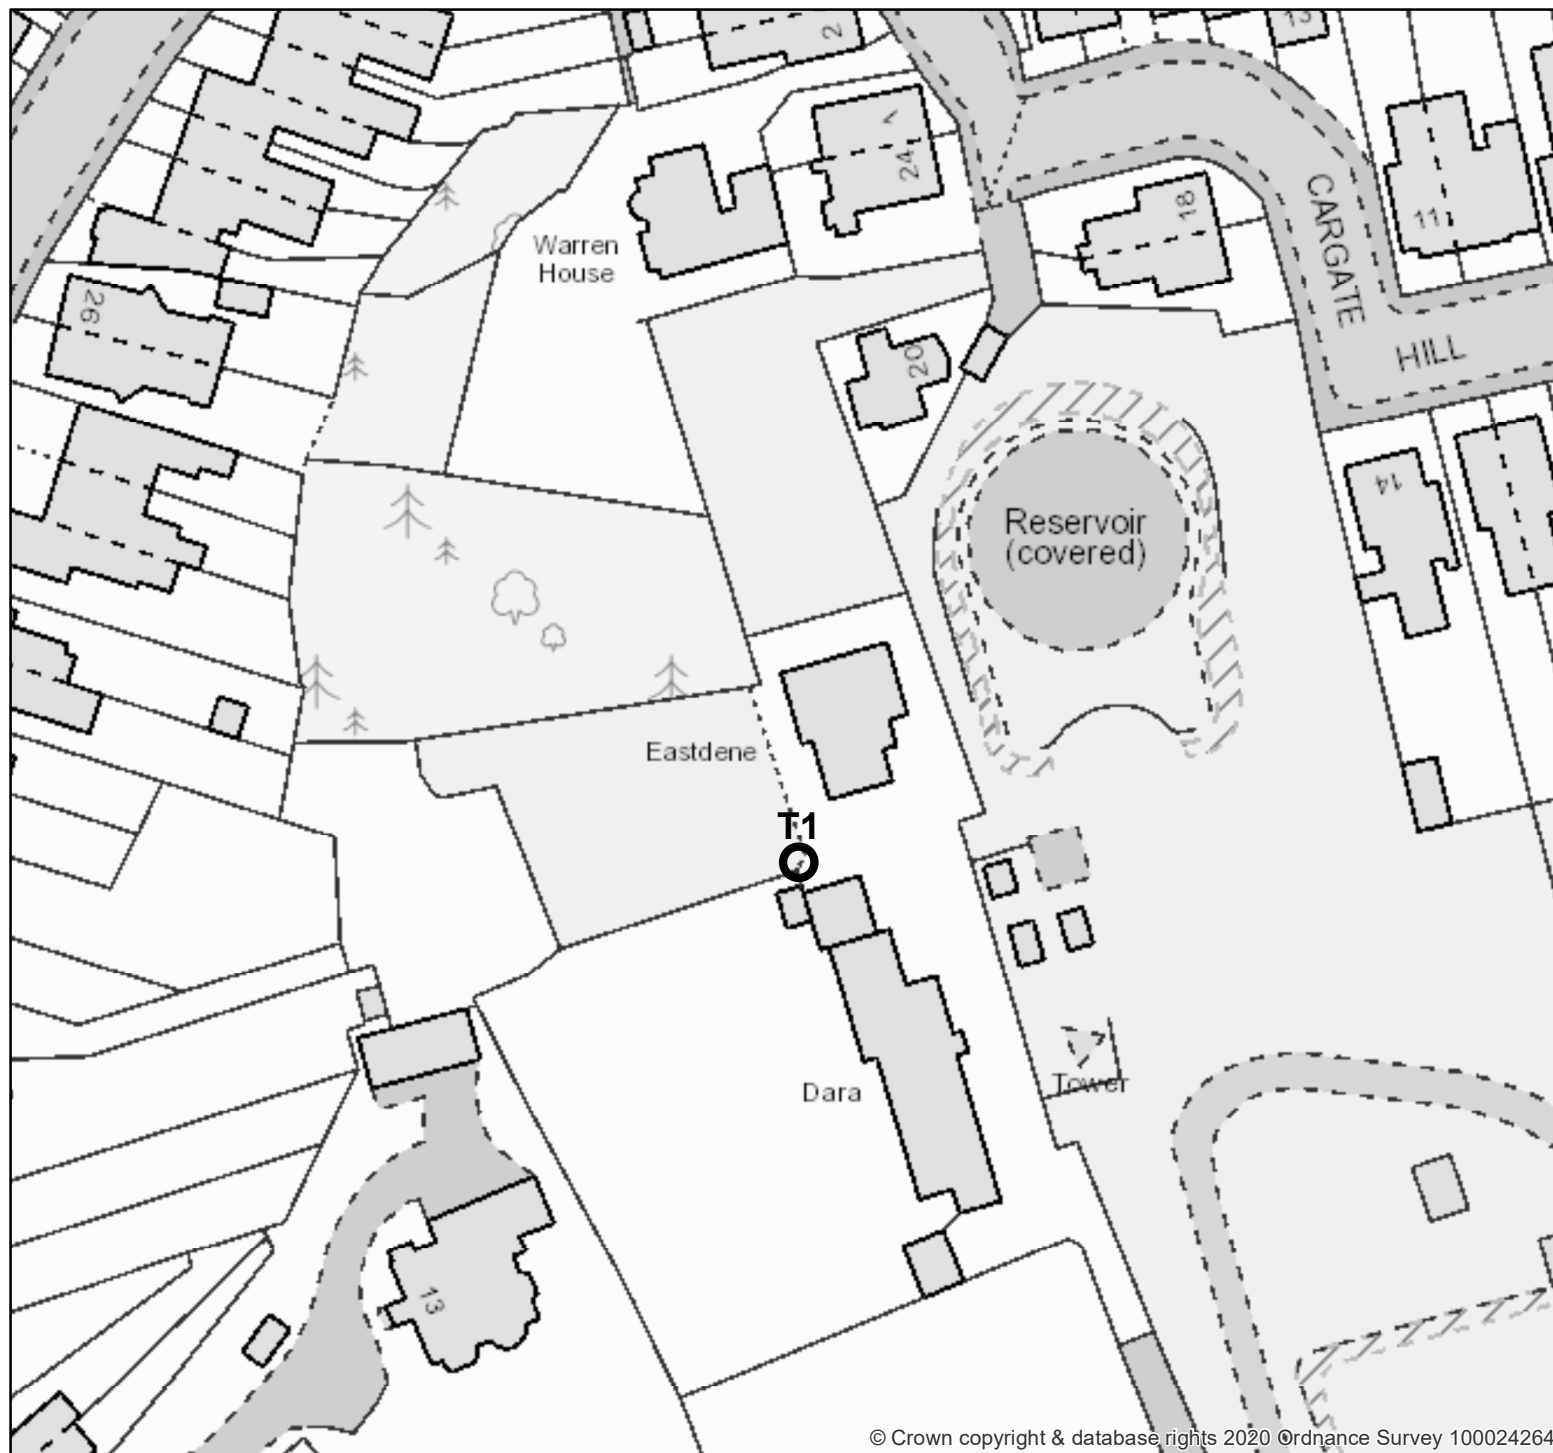 2
12
24
18
11
CARGATE
HILL
Warren
House
26
20
14
Reservoir
(covered)
Eastdene
T1
Dara
Tower
13
© Crown copyright & database rights 2020 Ordnance Survey 100024264